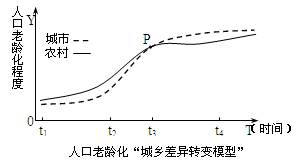 Y
人口老龄化程度
城市
农村
P
0
t₁ t₂ t₃ t₄ T(时间)
人口老龄化“城乡差异转变模型”